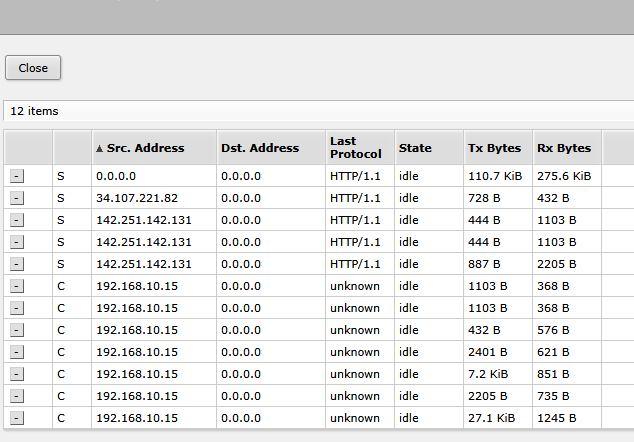 Close
12 items
▲ Src. Address Dst. Address Last Protocol State Tx Bytes Rx Bytes
- S 0.0.0.0 0.0.0.0 HTTP/1.1 idle 110.7 KiB 275.6 KiB
- S 34.107.221.82 0.0.0.0 HTTP/1.1 idle 728 B 432 B
- S 142.251.142.131 0.0.0.0 HTTP/1.1 idle 444 B 1103 B
- S 142.251.142.131 0.0.0.0 HTTP/1.1 idle 444 B 1103 B
- S 142.251.142.131 0.0.0.0 HTTP/1.1 idle 887 B 2205 B
- C 192.168.10.15 0.0.0.0 unknown idle 1103 B 368 B
- C 192.168.10.15 0.0.0.0 unknown idle 1103 B 368 B
- C 192.168.10.15 0.0.0.0 unknown idle 432 B 576 B
- C 192.168.10.15 0.0.0.0 unknown idle 2401 B 621 B
- C 192.168.10.15 0.0.0.0 unknown idle 7.2 KiB 851 B
- C 192.168.10.15 0.0.0.0 unknown idle 2205 B 735 B
- C 192.168.10.15 0.0.0.0 unknown idle 27.1 KiB 1245 B